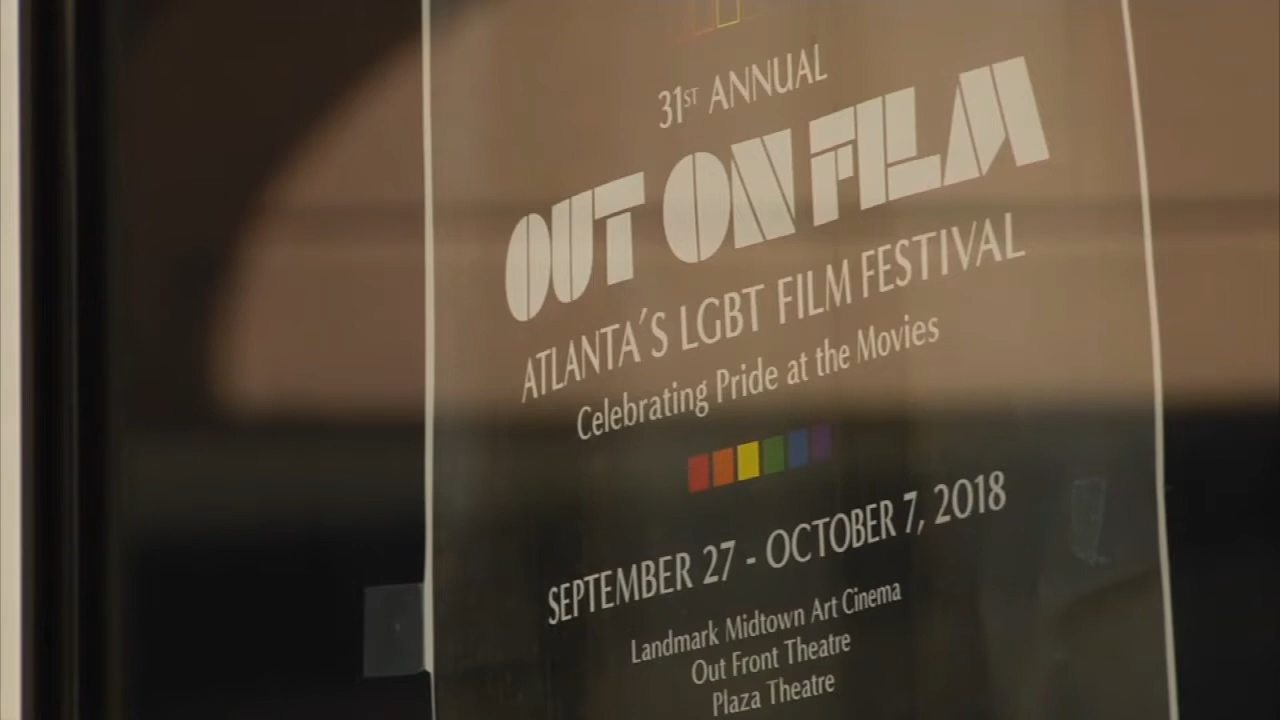 31ST ANNUAL
OUT ON FILM
ATLANTA'S LGBT FILM FESTIVAL
Celebrating Pride at the Movies
SEPTEMBER 27 - OCTOBER 7, 2018
Landmark Midtown Art Cinema
Out Front Theatre
Plaza Theatre